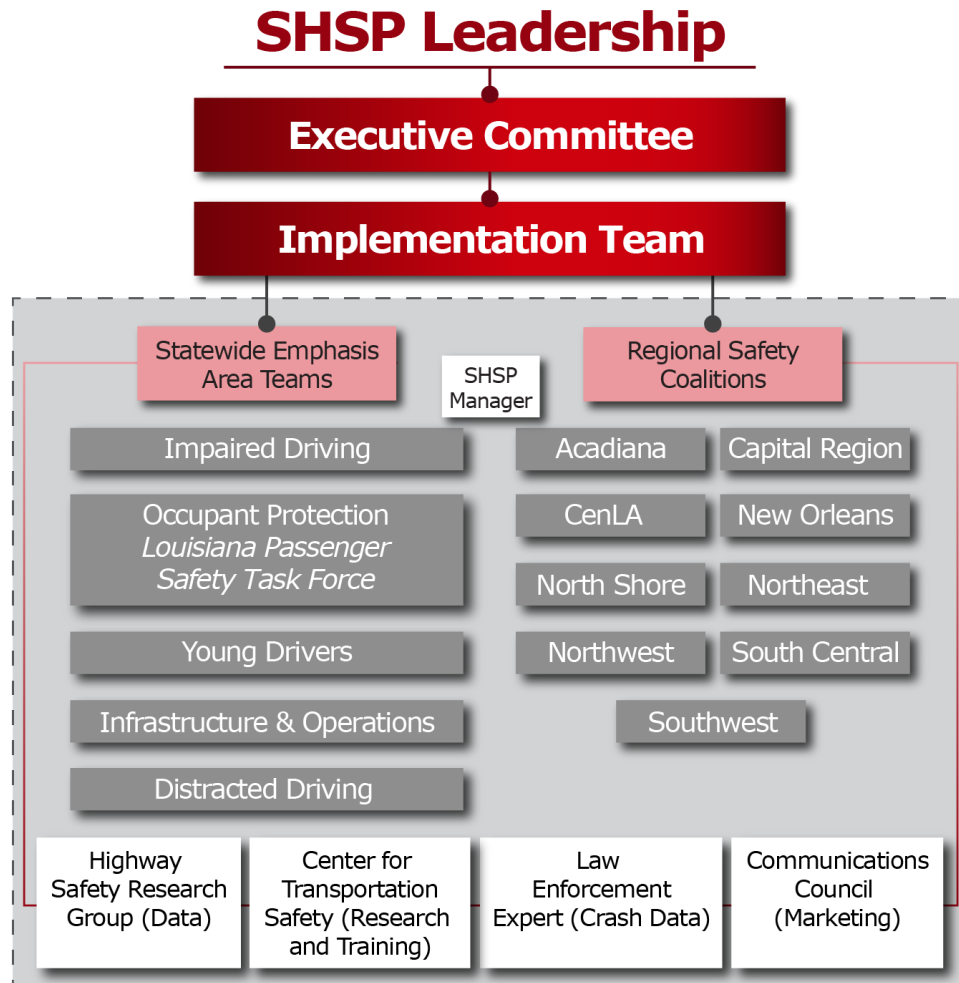 SHSP Leadership
Executive Committee
Implementation Team
Statewide Emphasis
Area Teams
Regional Safety
Coalitions
SHSP
Manager
Impaired Driving
Occupant Protection
Louisiana Passenger
Safety Task Force
Young Drivers
Infrastructure & Operations
Distracted Driving
Acadiana
Capital Region
CenLA
New Orleans
North Shore
Northeast
Northwest
South Central
Southwest
Highway
Safety Research
Group (Data)
Center for
Transportation
Safety (Research
and Training)
Law
Enforcement
Expert (Crash Data)
Communications
Council
(Marketing)